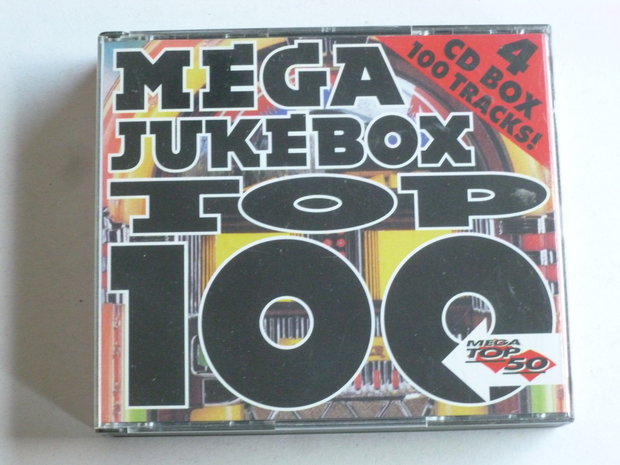 MEGA
JUKEBOX
TOP
100
4
CD BOX
100 TRACKS!
MEGA
TOP 50